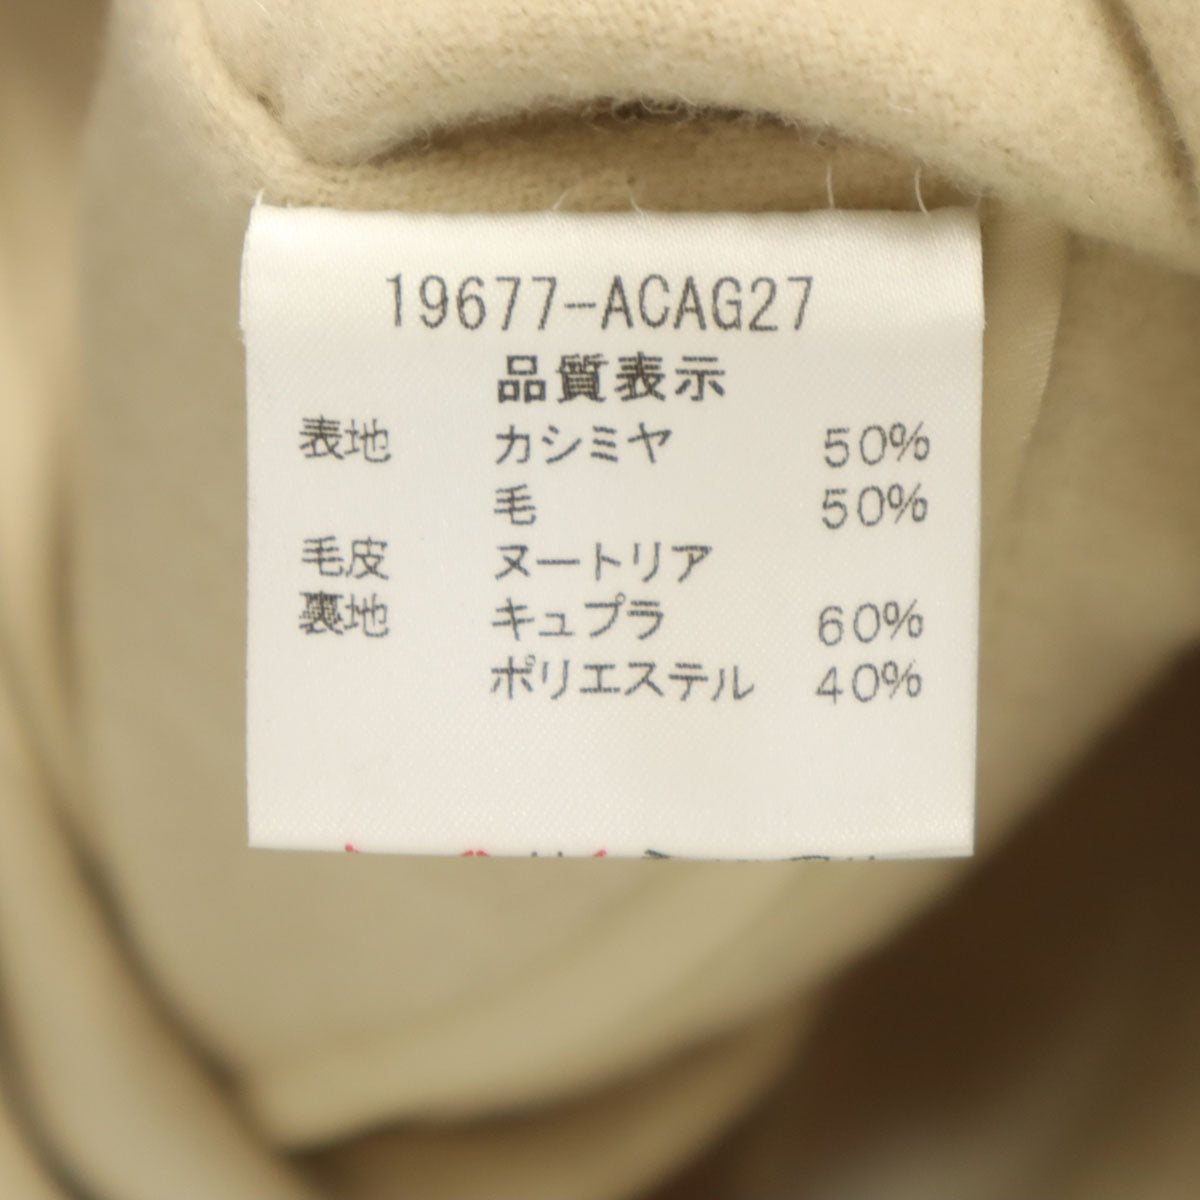 19677-ACAG27
品質表示
表地 カシミヤ 50%
毛 50%
毛皮 ヌートリア
裏地 キュプラ 60%
ポリエステル 40%